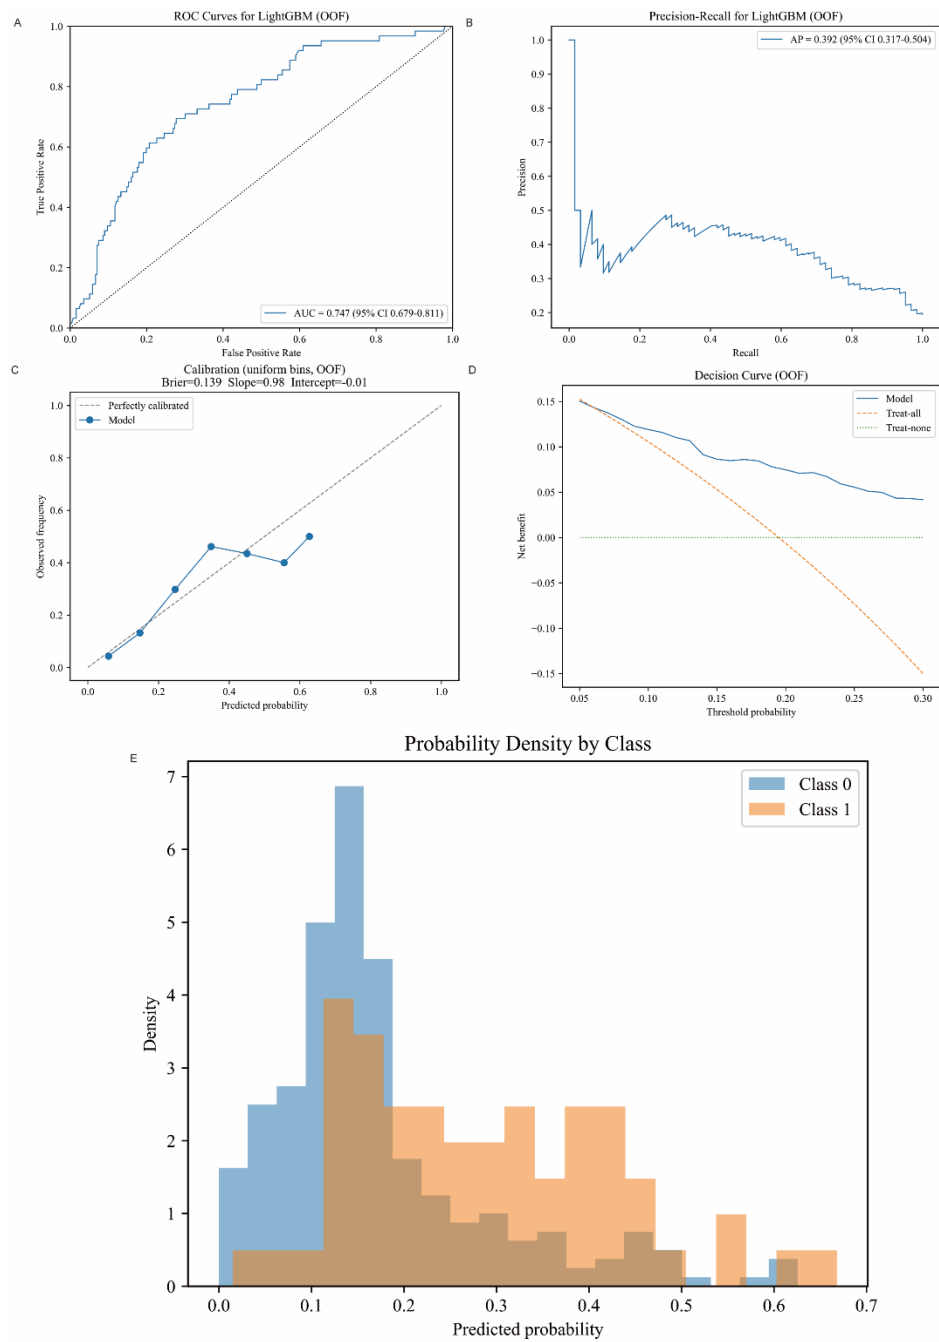 A
ROC Curves for LightGBM (OOF)
1.0
0.8
0.6
0.4
0.2
0.0
True Positive Rate
AUC = 0.747 (95% CI 0.679-0.811)
0.0 0.2 0.4 0.6 0.8 1.0
False Positive Rate
B
Precision-Recall for LightGBM (OOF)
AP = 0.392 (95% CI 0.317-0.504)
1.0
0.9
0.8
0.7
0.6
0.5
0.4
0.3
0.2
Precision
0.0 0.2 0.4 0.6 0.8 1.0
Recall
C
Calibration (uniform bins, OOF)
Brier=0.139 Slope=0.98 Intercept=-0.01
Perfectly calibrated
Model
1.0
0.8
0.6
0.4
0.2
0.0
Observed frequency
0.0 0.2 0.4 0.6 0.8 1.0
Predicted probability
D
Decision Curve (OOF)
Model
Treat-all
Treat-none
0.15
0.10
0.05
0.00
−0.05
−0.10
−0.15
Net benefit
0.05 0.10 0.15 0.20 0.25 0.30
Threshold probability
E
Probability Density by Class
Class 0
Class 1
7
6
5
4
3
2
1
0
Density
0.0 0.1 0.2 0.3 0.4 0.5 0.6 0.7
Predicted probability